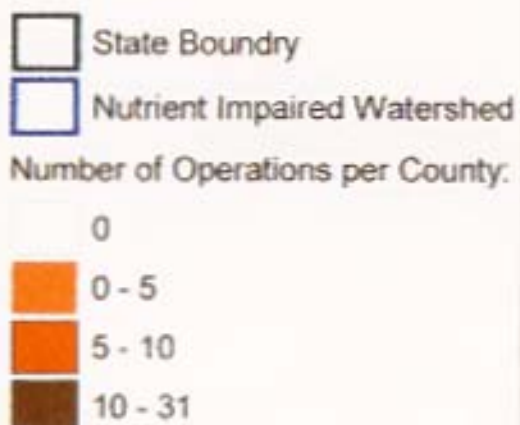 State Boundry
Nutrient Impaired Watershed
Number of Operations per County:
0
0 - 5
5 - 10
10 - 31